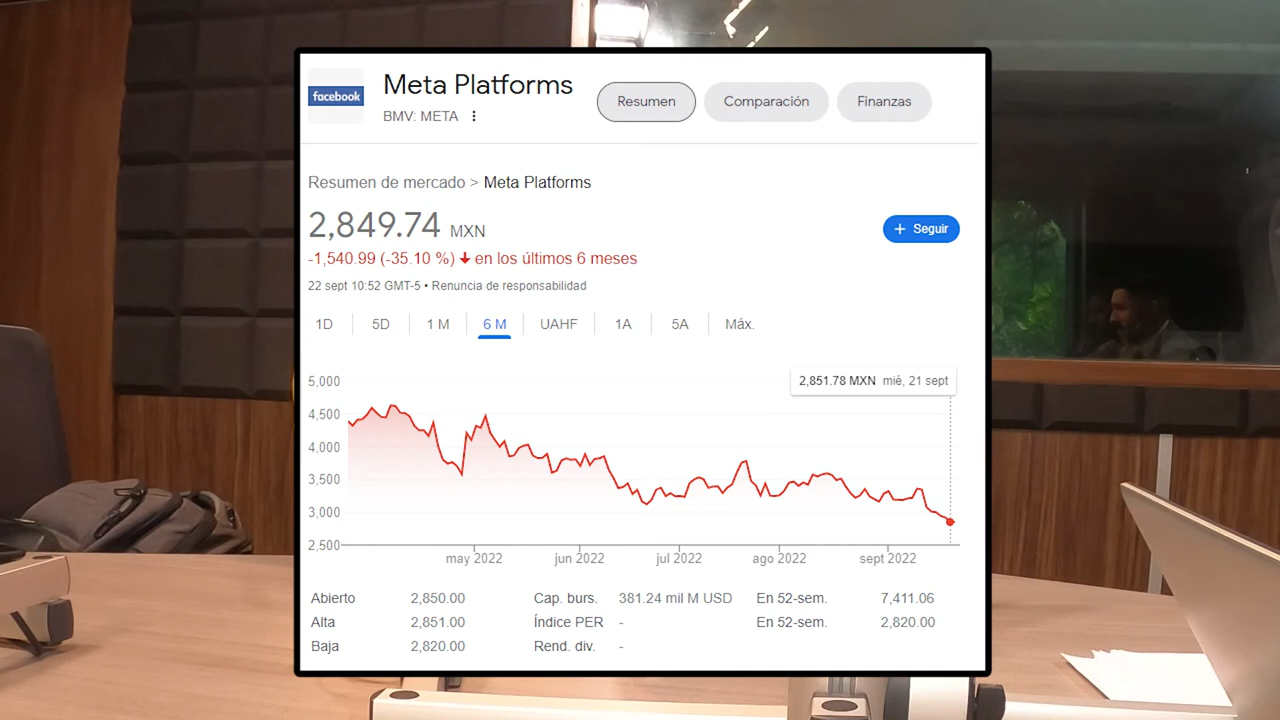 facebook
Meta Platforms
BMV: META
Resumen
Comparación
Finanzas
Resumen de mercado > Meta Platforms
2,849.74 MXN
+ Seguir
-1,540.99 (-35.10 %) ↓ en los últimos 6 meses
22 sept 10:52 GMT-5 • Renuncia de responsabilidad
1D 5D 1 M 6 M UAHF 1A 5A Máx.
2,851.78 MXN mié, 21 sept
5,000
4,500
4,000
3,500
3,000
2,500
may 2022 jun 2022 jul 2022 ago 2022 sept 2022
Abierto 2,850.00 Cap. burs. 381.24 mil M USD En 52-sem. 7,411.06
Alta 2,851.00 Índice PER - En 52-sem. 2,820.00
Baja 2,820.00 Rend. div. -